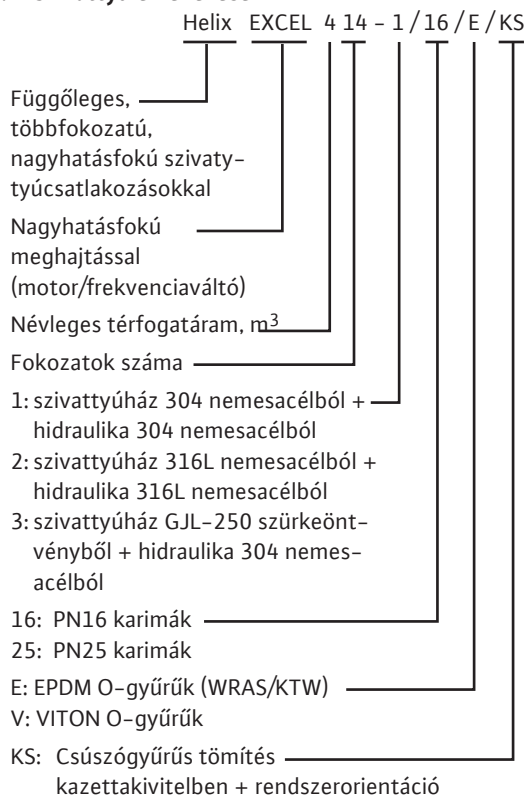 Helix EXCEL 4 14 – 1 / 16 / E / KS
Függőleges,
többfokozatú,
nagyhatásfokú szivaty-
tyúcsatlakozásokkal
Nagyhatásfokú
meghajtással
(motor/frekvenciaváltó)
Névleges térfogatáram, m³
Fokozatok száma
1: szivattyúház 304 nemesacélból +
hidraulika 304 nemesacélból
2: szivattyúház 316L nemesacélból +
hidraulika 316L nemesacélból
3: szivattyúház GJL-250 szürkeönt-
vényből + hidraulika 304 nemes-
acélból
16: PN16 karimák
25: PN25 karimák
E: EPDM O-gyűrűk (WRAS/KTW)
V: VITON O-gyűrűk
KS: Csúszógyűrűs tömítés
kazettakivitelben + rendszerorientáció